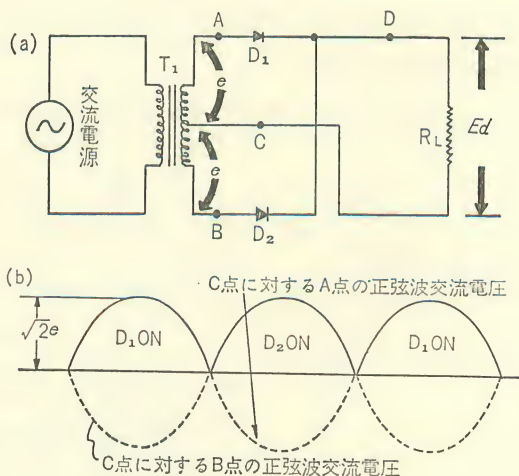 (a)
A
D
D₁
T₁
e
交流電源
C
R_L
Ed
e
B
D₂
(b)
C点に対するA点の正弦波交流電圧
√2e
D₁ON
D₂ON
D₁ON
C点に対するB点の正弦波交流電圧